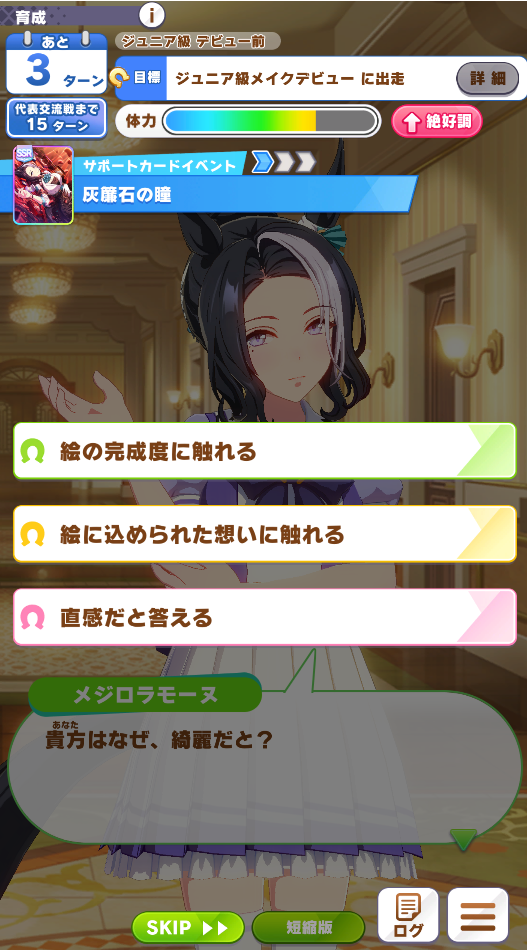 育成
i
あと
3 ターン
ジュニア級 デビュー前
目標
ジュニア級メイクデビュー に出走
詳細
代表交流戦まで
15 ターン
体力
絶好調
SSR
サポートカードイベント
灰簾石の瞳
絵の完成度に触れる
絵に込められた想いに触れる
直感だと答える
メジロラモーヌ
あなた
貴方はなぜ、綺麗だと？
SKIP
短縮版
ログ